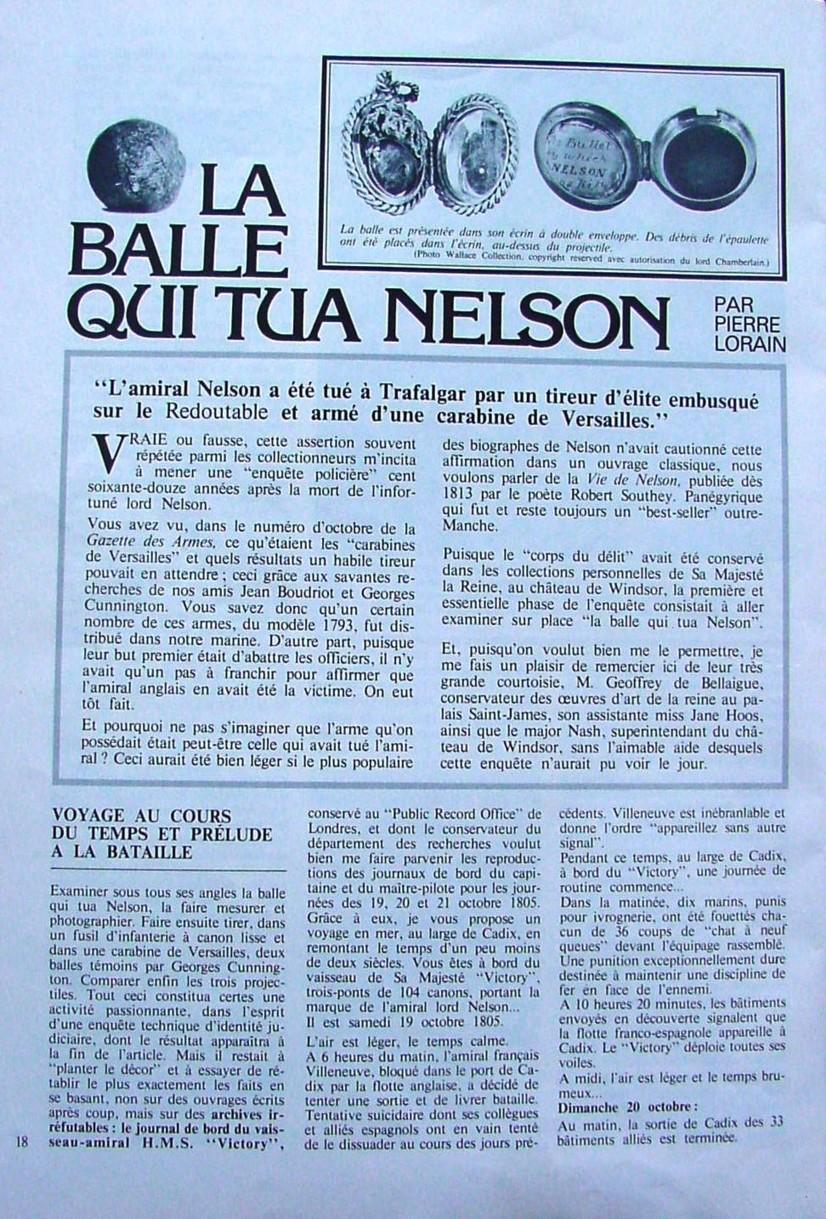 LA
BALLE
QUI TUA NELSON
PAR
PIERRE
LORAIN
Bullet
which
NELSON
La balle est présentée dans son écrin à double enveloppe. Des débris de l'épaulette
ont été placés dans l'écrin, au-dessus du projectile.
(Photo Wallace Collection, copyright reserved avec autorisation du lord Chamberlain.)
“L'amiral Nelson a été tué à Trafalgar par un tireur d'élite embusqué
sur le Redoutable et armé d'une carabine de Versailles.”
VRAIE ou fausse, cette assertion souvent
répétée parmi les collectionneurs m'incita
à mener une “enquête policière” cent
soixante-douze années après la mort de l'infor-
tuné lord Nelson.
Vous avez vu, dans le numéro d'octobre de la
Gazette des Armes, ce qu'étaient les “carabines
de Versailles” et quels résultats un habile tireur
pouvait en attendre ; ceci grâce aux savantes re-
cherches de nos amis Jean Boudriot et Georges
Cunnington. Vous savez donc qu'un certain
nombre de ces armes, du modèle 1793, fut dis-
tribué dans notre marine. D'autre part, puisque
leur but premier était d'abattre les officiers, il n'y
avait qu'un pas à franchir pour affirmer que
l'amiral anglais en avait été la victime. On eut
tôt fait.
Et pourquoi ne pas s'imaginer que l'arme qu'on
possédait était peut-être celle qui avait tué l'ami-
ral ? Ceci aurait été bien léger si le plus populaire
des biographes de Nelson n'avait cautionné cette
affirmation dans un ouvrage classique, nous
voulons parler de la Vie de Nelson, publiée dès
1813 par le poète Robert Southey. Panégyrique
qui fut et reste toujours un “best-seller” outre-
Manche.
Puisque le “corps du délit” avait été conservé
dans les collections personnelles de Sa Majesté
la Reine, au château de Windsor, la première et
essentielle phase de l'enquête consistait à aller
examiner sur place “la balle qui tua Nelson”.
Et, puisqu'on voulut bien me le permettre, je
me fais un plaisir de remercier ici de leur très
grande courtoisie, M. Geoffrey de Bellaigue,
conservateur des œuvres d'art de la reine au pa-
lais Saint-James, son assistante miss Jane Hoos,
ainsi que le major Nash, superintendant du châ-
teau de Windsor, sans l'aimable aide desquels
cette enquête n'aurait pu voir le jour.
VOYAGE AU COURS
DU TEMPS ET PRÉLUDE
A LA BATAILLE
Examiner sous tous ses angles la balle
qui tua Nelson, la faire mesurer et
photographier. Faire ensuite tirer, dans
un fusil d'infanterie à canon lisse et
dans une carabine de Versailles, deux
balles témoins par Georges Cunning-
ton. Comparer enfin les trois projec-
tiles. Tout ceci constitua certes une
activité passionnante, dans l'esprit
d'une enquête technique d'identité ju-
diciaire, dont le résultat apparaîtra à
la fin de l'article. Mais il restait à
“planter le décor” et à essayer de ré-
tablir le plus exactement les faits en
se basant, non sur des ouvrages écrits
après coup, mais sur des archives ir-
réfutables : le journal de bord du vais-
seau-amiral H.M.S. “Victory”,
conservé au “Public Record Office” de
Londres, et dont le conservateur du
département des recherches voulut
bien me faire parvenir les reproduc-
tions des journaux de bord du capi-
taine et du maître-pilote pour les jour-
nées des 19, 20 et 21 octobre 1805.
Grâce à eux, je vous propose un
voyage en mer, au large de Cadix, en
remontant le temps d'un peu moins
de deux siècles. Vous êtes à bord du
vaisseau de Sa Majesté “Victory”,
trois-ponts de 104 canons, portant la
marque de l'amiral lord Nelson...
Il est samedi 19 octobre 1805.
L'air est léger, le temps calme.
A 6 heures du matin, l'amiral français
Villeneuve, bloqué dans le port de Ca-
dix par la flotte anglaise, a décidé de
tenter une sortie et de livrer bataille.
Tentative suicidaire dont ses collègues
et alliés espagnols ont en vain tenté
de le dissuader au cours des jours pré-
cédents. Villeneuve est inébranlable et
donne l'ordre “appareillez sans autre
signal”.
Pendant ce temps, au large de Cadix,
à bord du “Victory”, une journée de
routine commence...
Dans la matinée, dix marins, punis
pour ivrognerie, ont été fouettés cha-
cun de 36 coups de “chat à neuf
queues” devant l'équipage rassemblé.
Une punition exceptionnellement dure
destinée à maintenir une discipline de
fer en face de l'ennemi.
A 10 heures 20 minutes, les bâtiments
envoyés en découverte signalent que
la flotte franco-espagnole appareille à
Cadix. Le “Victory” déploie toutes ses
voiles.
A midi, l'air est léger et le temps bru-
meux...
Dimanche 20 octobre :
Au matin, la sortie de Cadix des 33
bâtiments alliés est terminée.
18